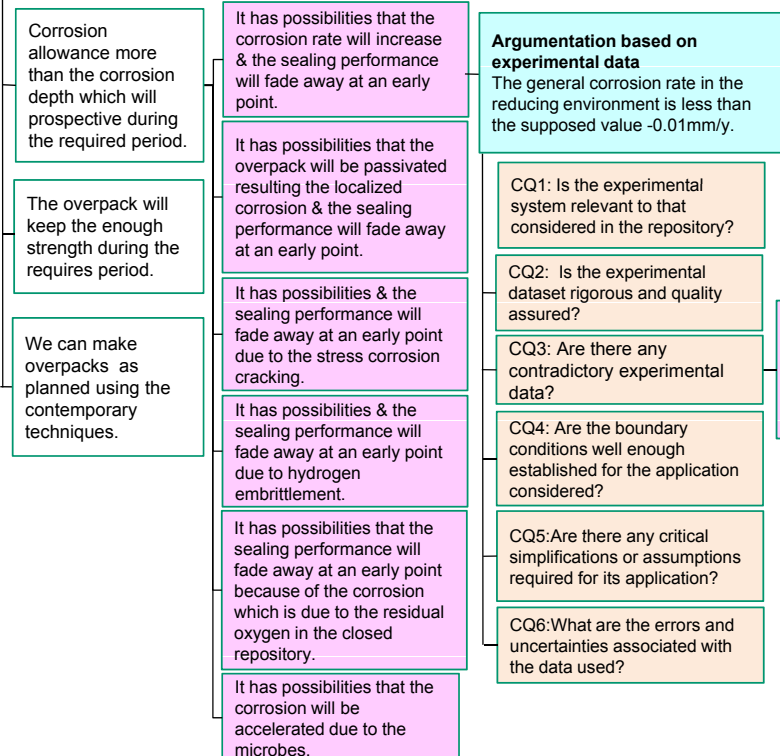 Corrosion
allowance more
than the corrosion
depth which will
prospective during
the required period.
The overpack will
keep the enough
strength during the
requires period.
We can make
overpacks as
planned using the
contemporary
techniques.
It has possibilities that the
corrosion rate will increase
& the sealing performance
will fade away at an early
point.
It has possibilities that the
overpack will be passivated
resulting the localized
corrosion & the sealing
performance will fade away
at an early point.
It has possibilities & the
sealing performance will
fade away at an early point
due to the stress corrosion
cracking.
It has possibilities & the
sealing performance will
fade away at an early point
due to hydrogen
embrittlement.
It has possibilities that the
sealing performance will
fade away at an early point
because of the corrosion
which is due to the residual
oxygen in the closed
repository.
It has possibilities that the
corrosion will be
accelerated due to the
microbes.
Argumentation based on
experimental data
The general corrosion rate in the
reducing environment is less than
the supposed value -0.01mm/y.
CQ1: Is the experimental
system relevant to that
considered in the repository?
CQ2: Is the experimental
dataset rigorous and quality
assured?
CQ3: Are there any
contradictory experimental
data?
CQ4: Are the boundary
conditions well enough
established for the application
considered?
CQ5:Are there any critical
simplifications or assumptions
required for its application?
CQ6:What are the errors and
uncertainties associated with
the data used?